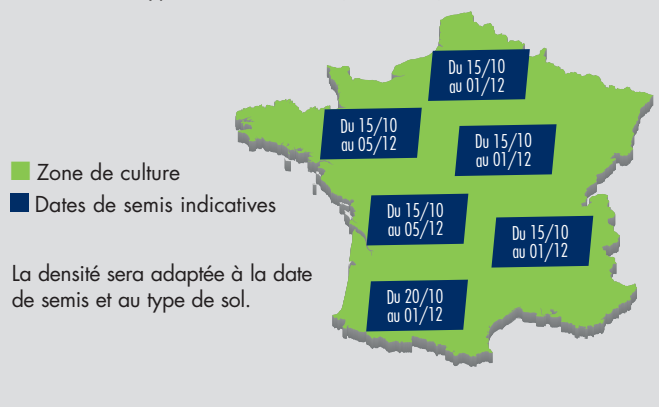 Du 15/10
au 01/12
Du 15/10
au 05/12
Du 15/10
au 01/12
Zone de culture
Dates de semis indicatives
Du 15/10
au 05/12
Du 15/10
au 01/12
La densité sera adaptée à la date
de semis et au type de sol.
Du 20/10
au 01/12